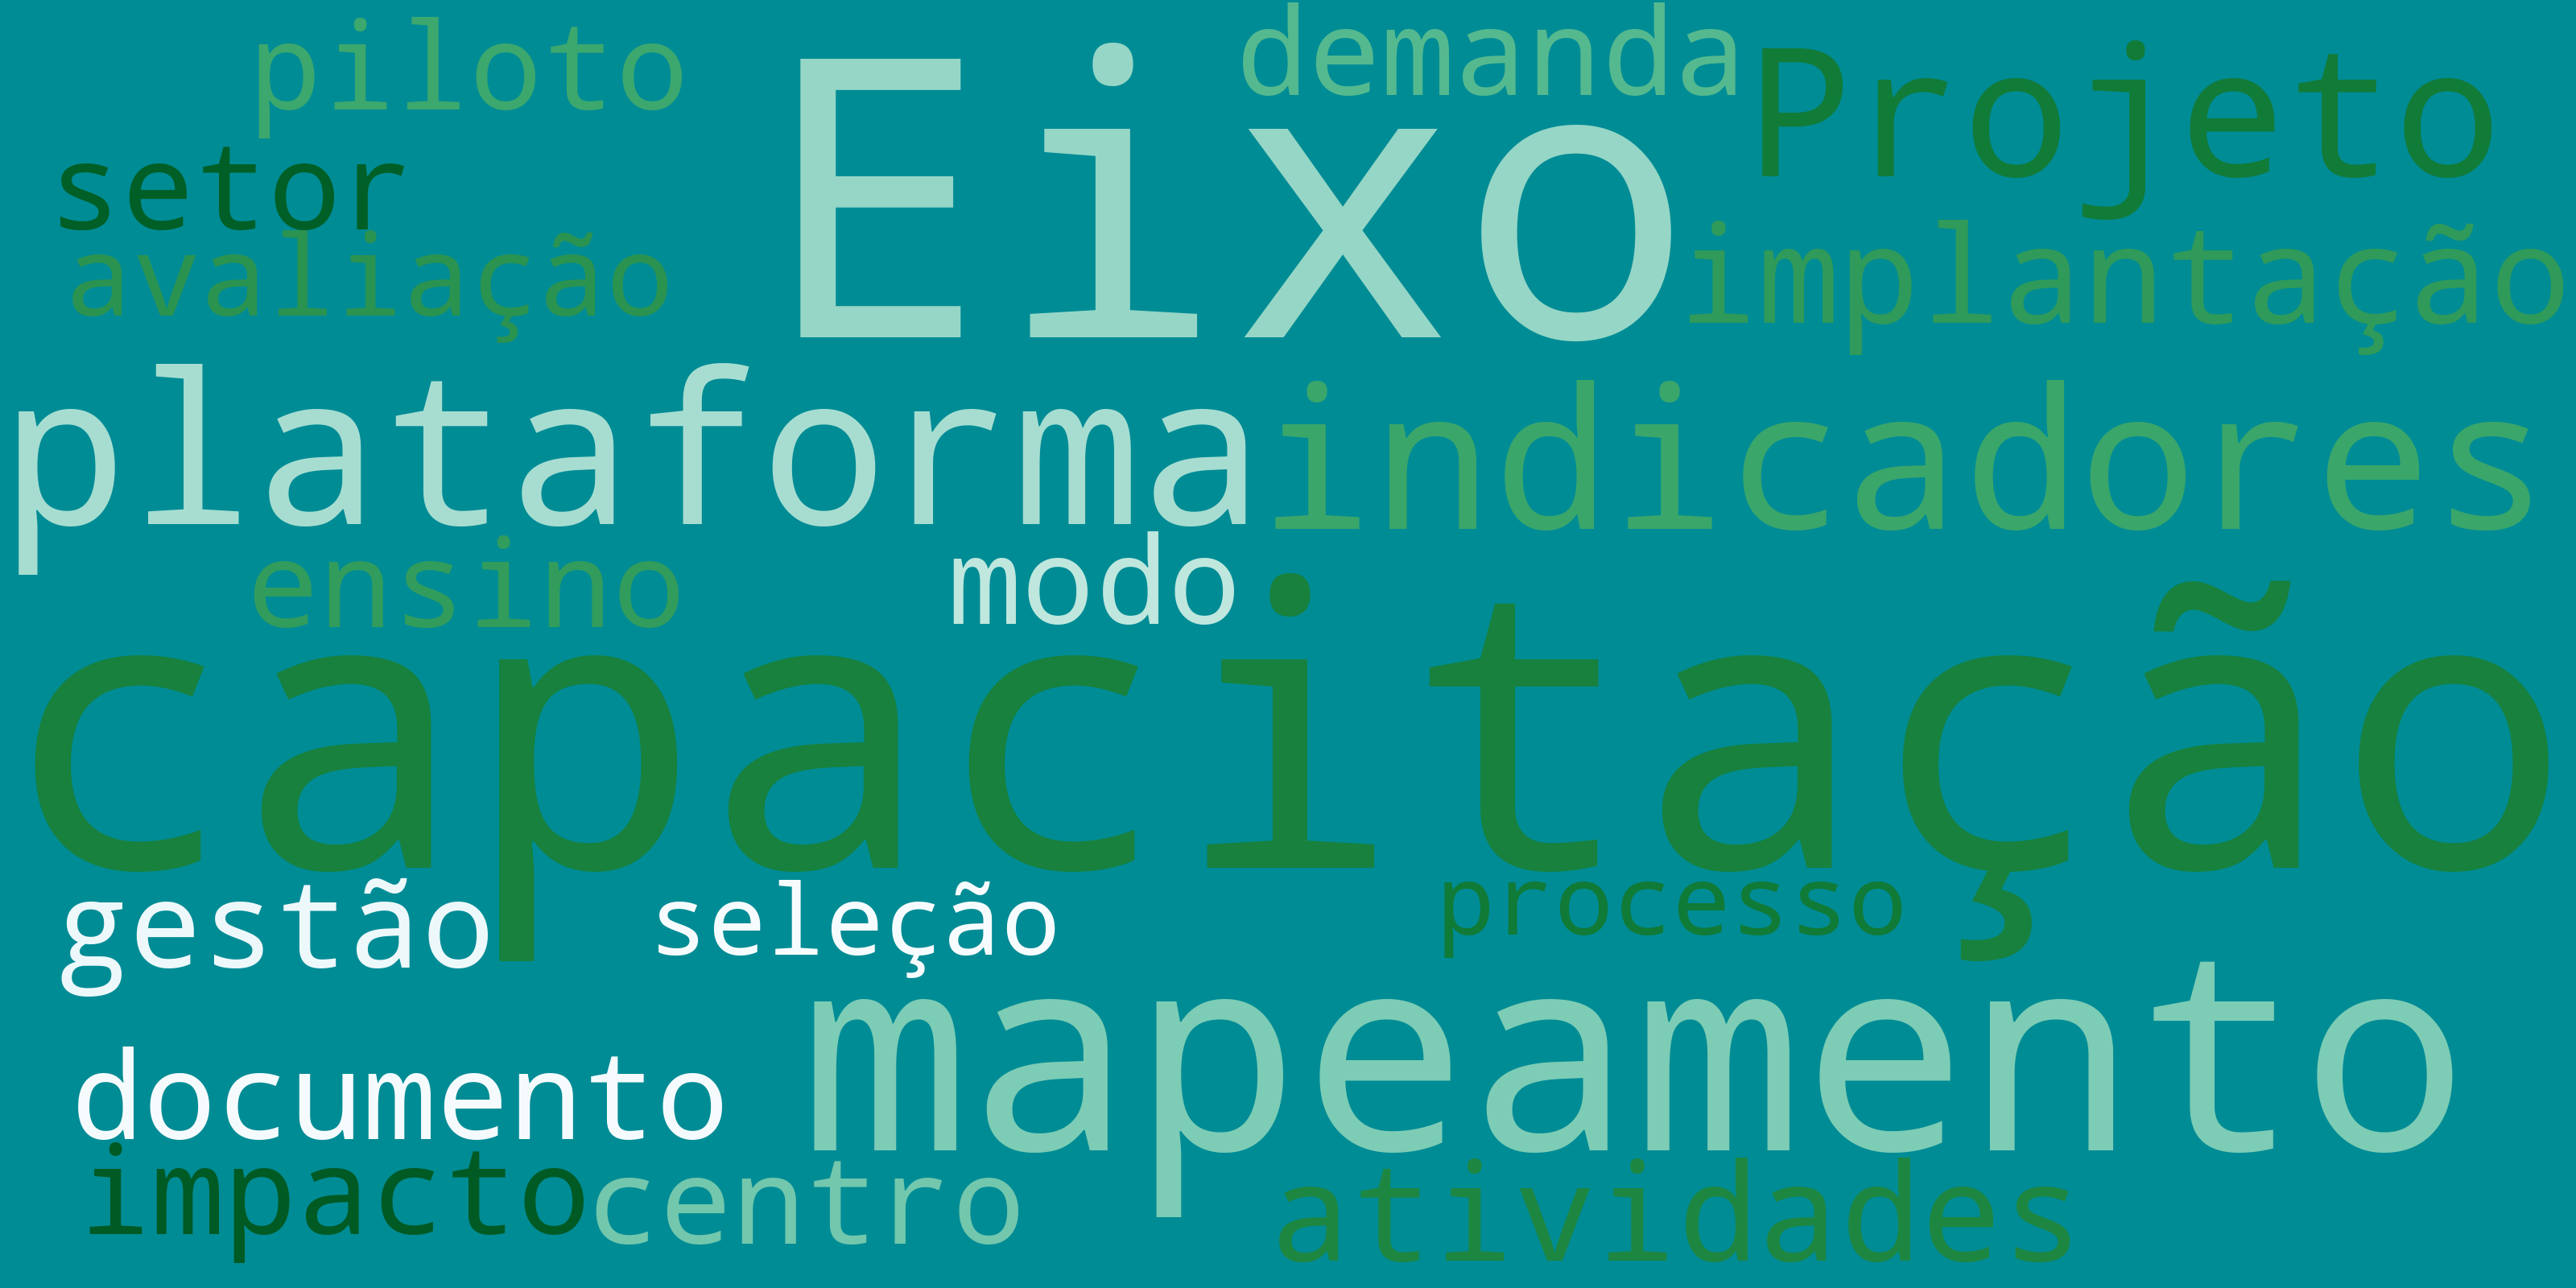 piloto
demanda
Eixo
Projeto
setor
avaliação
implantação
plataforma
indicadores
ensino
modo
capacitação
gestão
seleção
processo
mapeamento
documento
impacto
centro
atividades